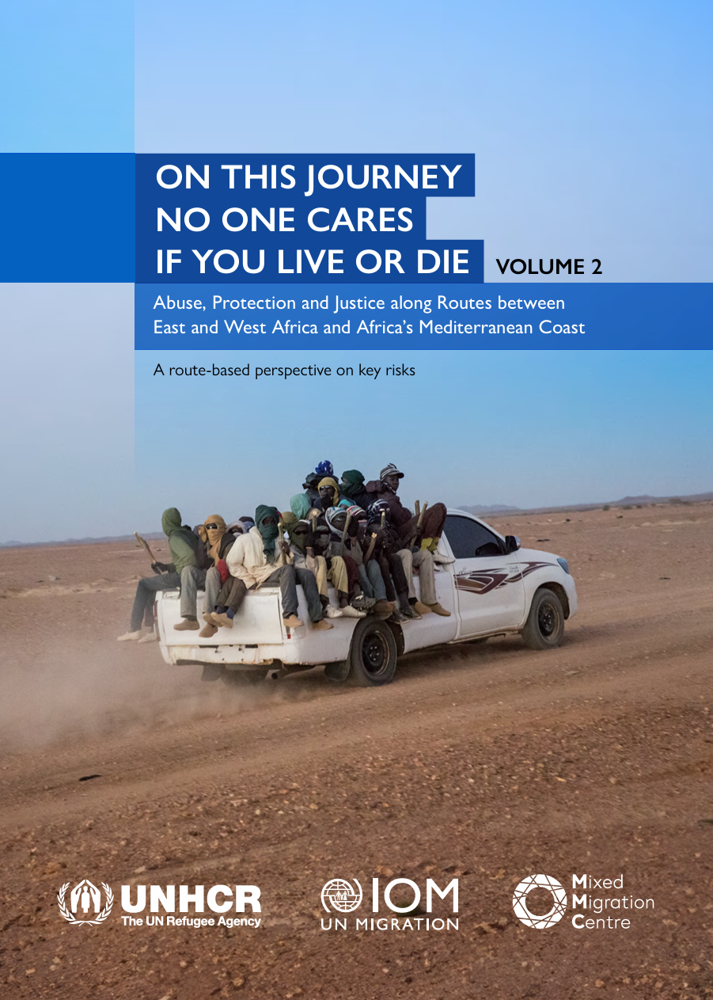 ON THIS JOURNEY
NO ONE CARES
IF YOU LIVE OR DIE VOLUME 2
Abuse, Protection and Justice along Routes between
East and West Africa and Africa's Mediterranean Coast
A route-based perspective on key risks
UNHCR
The UN Refugee Agency
IOM
UN MIGRATION
Mixed
Migration
Centre